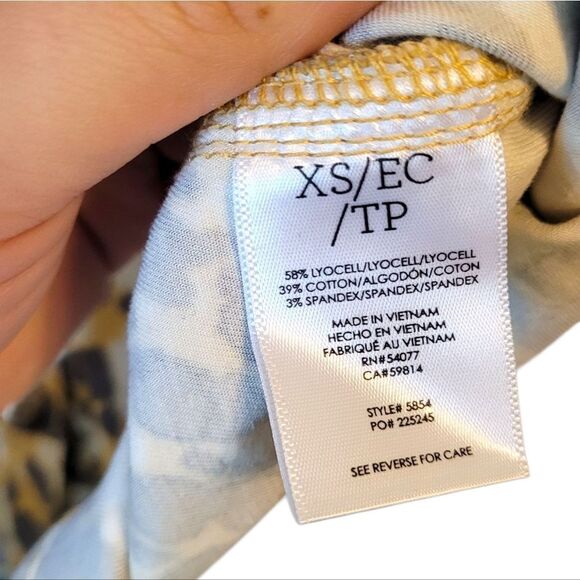 XS/EC
/TP
58% LYOCELL/LYOCELL/LYOCELL
39% COTTON/ALGODÓN/COTON
3% SPANDEX/SPANDEX/SPANDEX
MADE IN VIETNAM
HECHO EN VIETNAM
FABRIQUÉ AU VIETNAM
RN#54077
CA#59814
STYLE# 5854
PO# 225245
SEE REVERSE FOR CARE